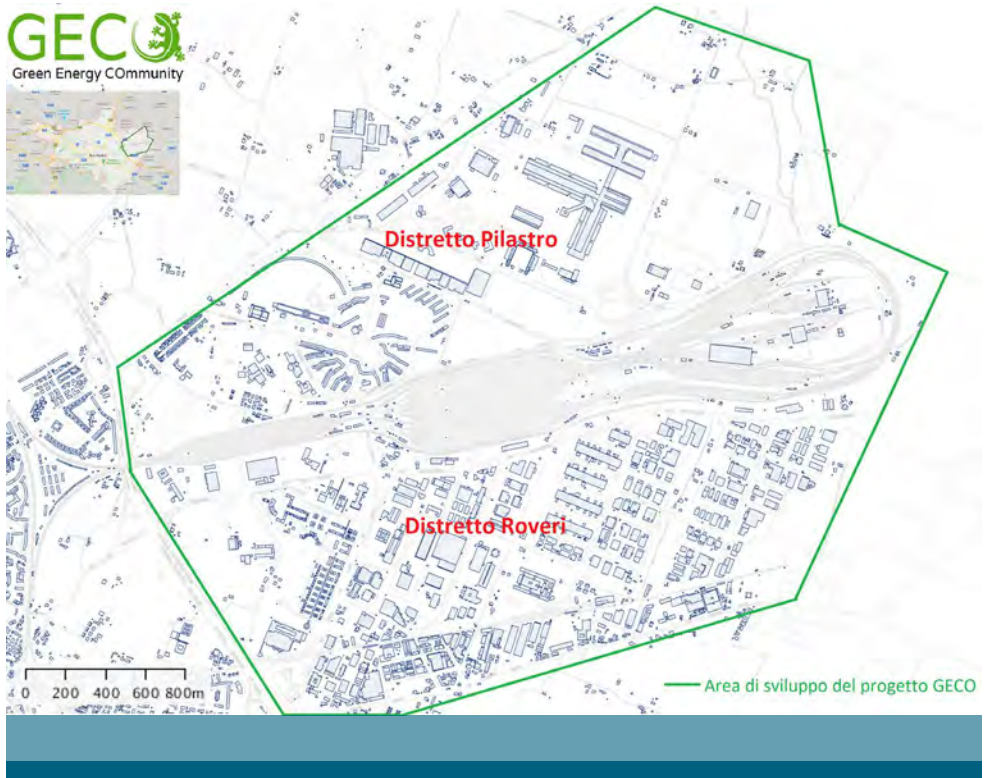 GECO
Green Energy COmmunity
Distretto Pilastro
Distretto Roveri
0 200 400 600 800m
Area di sviluppo del progetto GECO